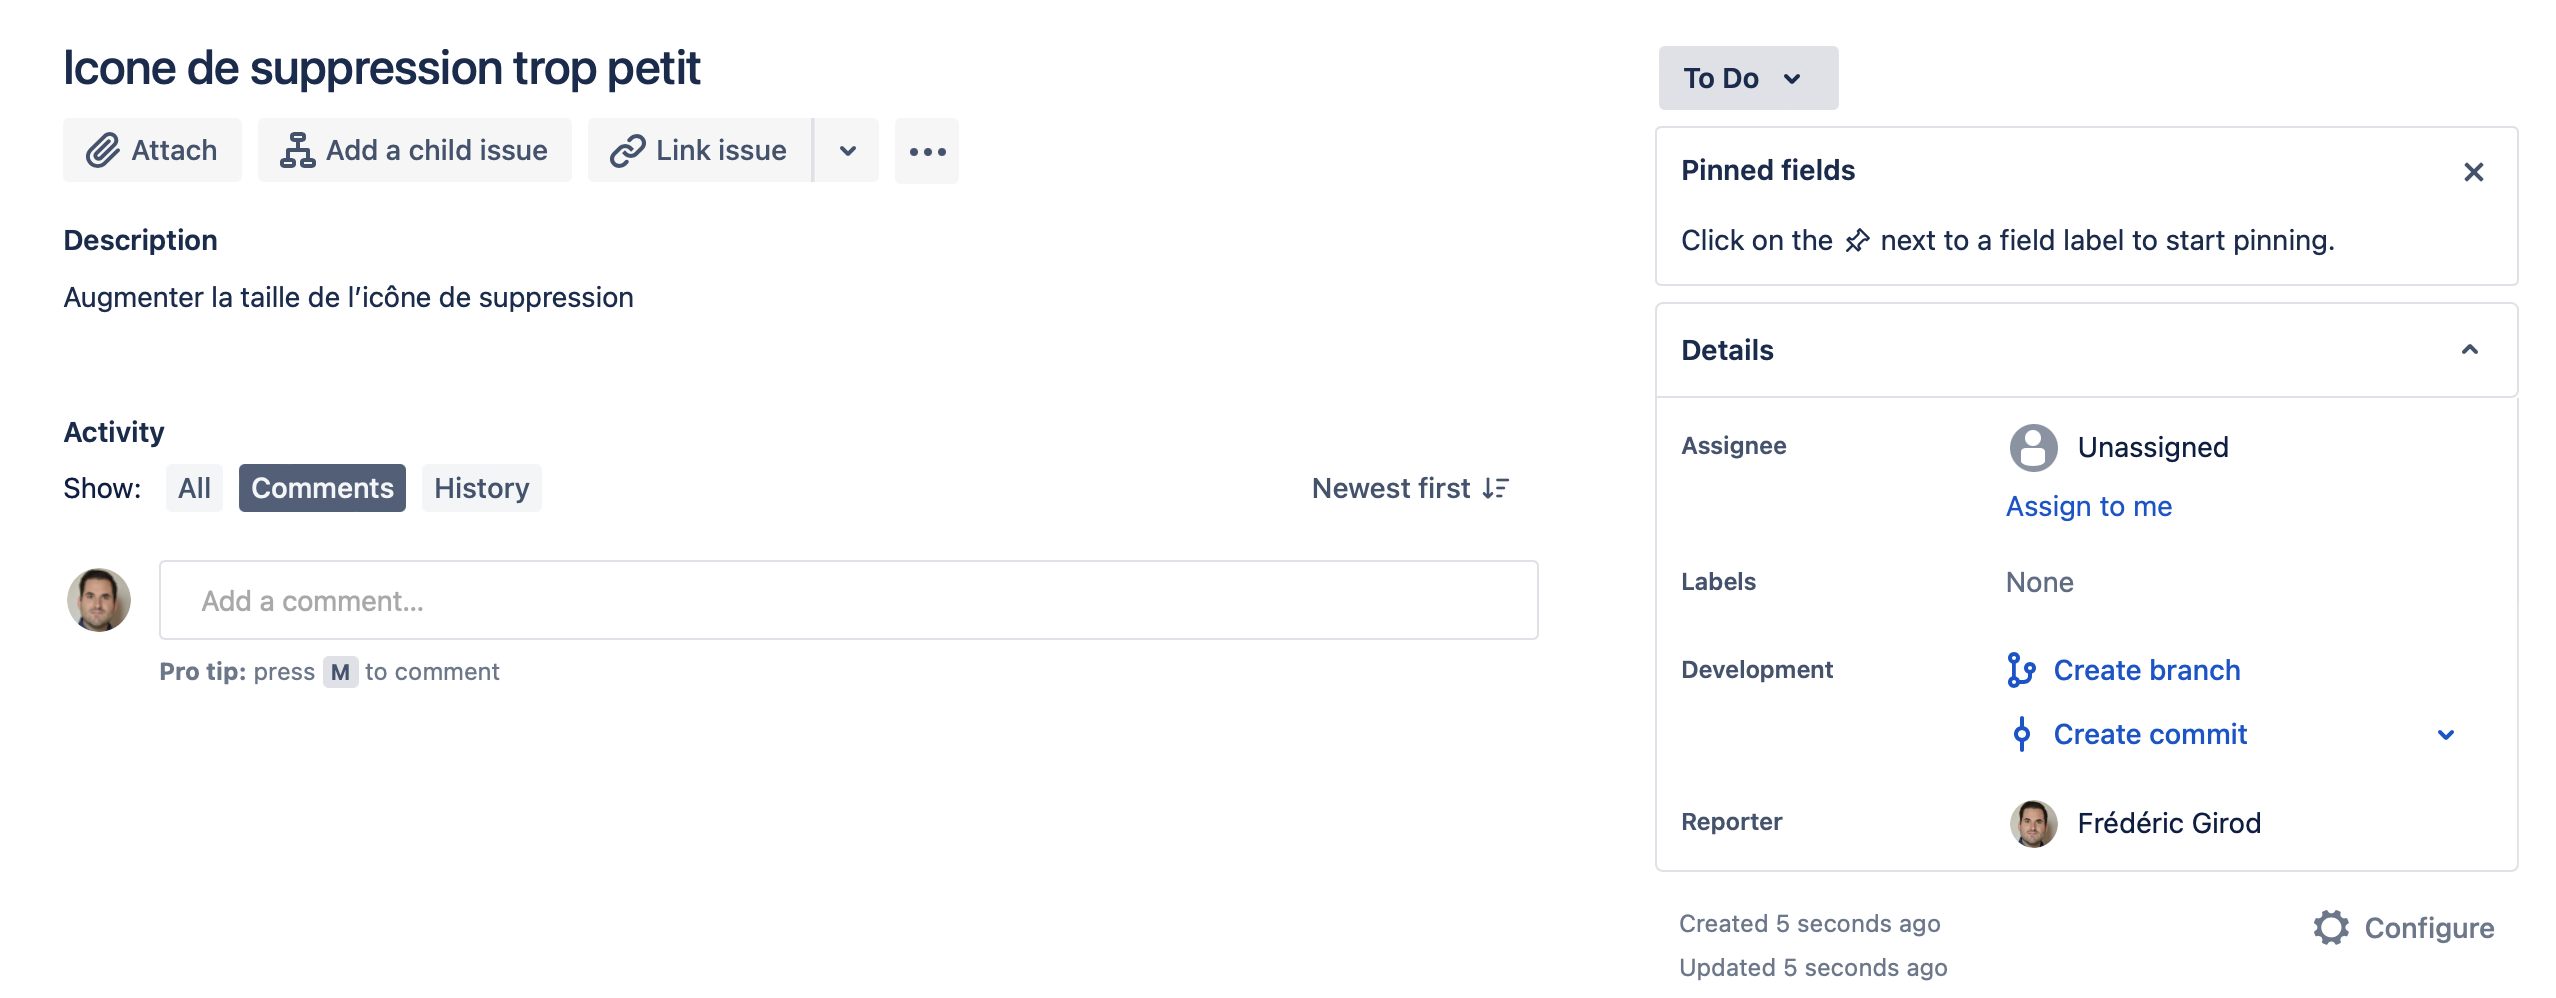 Icone de suppression trop petit
Attach
Add a child issue
Link issue
Description
Augmenter la taille de l’icône de suppression
Activity
Show: All Comments History
Newest first
Add a comment...
Pro tip: press M to comment
To Do
Pinned fields
Click on the next to a field label to start pinning.
Details
Assignee
Unassigned
Assign to me
Labels
None
Development
Create branch
Create commit
Reporter
Frédéric Girod
Created 5 seconds ago
Configure
Updated 5 seconds ago